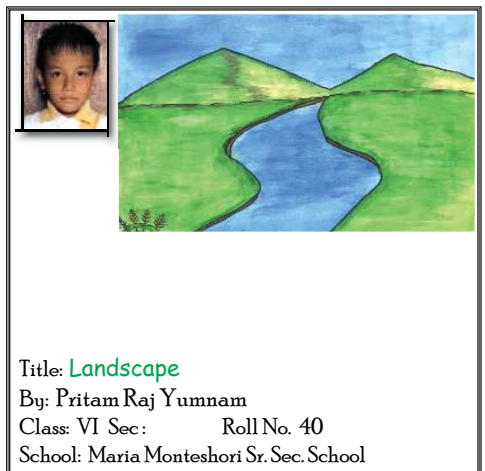 Title: Landscape
By: Pritam Raj Yumnam
Class: VI Sec: Roll No. 40
School: Maria Monteshori Sr. Sec. School